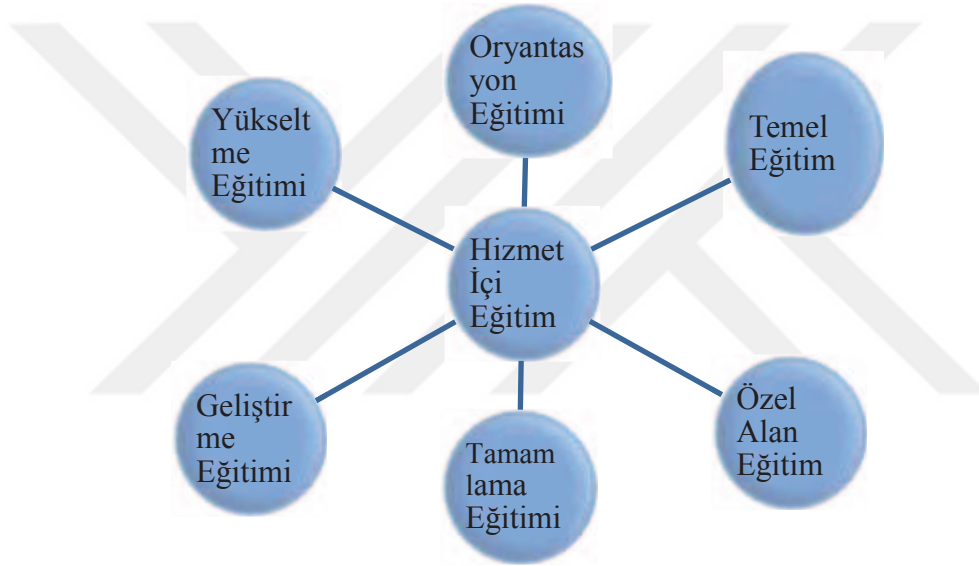 Oryantas
yon
Eğitimi
Yükselt
me
Eğitimi
Temel
Eğitim
Hizmet
İçi
Eğitim
Geliştir
me
Eğitimi
Tamam
lama
Eğitimi
Özel
Alan
Eğitim